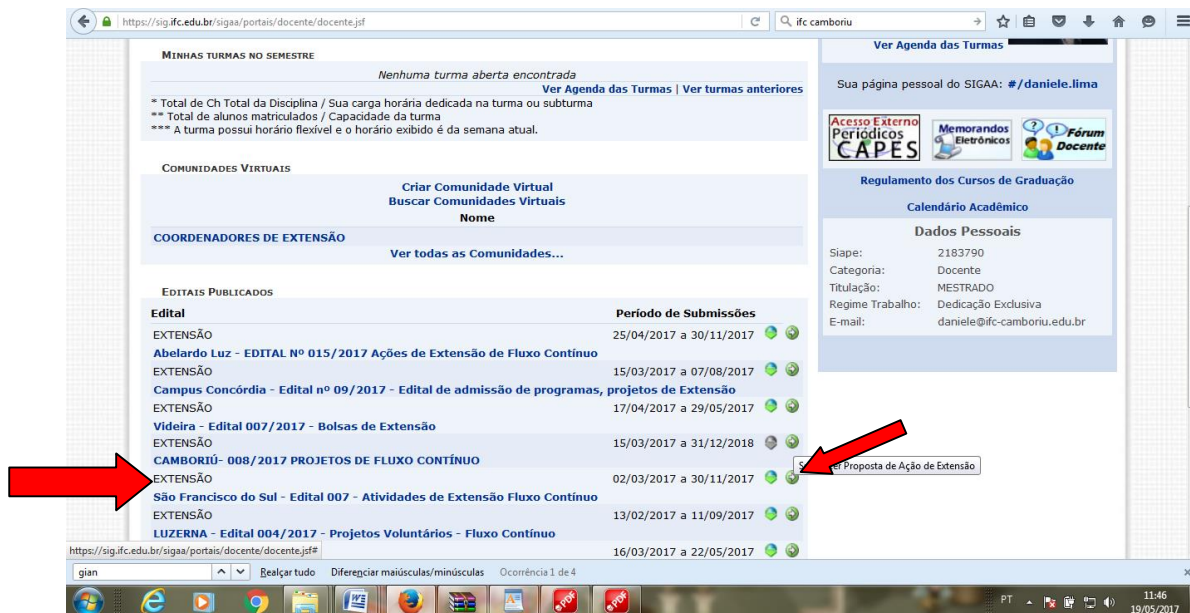 https://sig.ifc.edu.br/sigaa/portais/docente/docente.jsf
ifc camboriu
MINHAS TURMAS NO SEMESTRE
Nenhuma turma aberta encontrada
Ver Agenda das Turmas | Ver turmas anteriores
* Total de Ch Total da Disciplina / Sua carga horária dedicada na turma ou subturma
** Total de alunos matriculados / Capacidade da turma
*** A turma possui horário flexível e o horário exibido é da semana atual.
COMUNIDADES VIRTUAIS
Criar Comunidade Virtual
Buscar Comunidades Virtuais
Nome
COORDENADORES DE EXTENSÃO
Ver todas as Comunidades...
EDITAIS PUBLICADOS
Edital Período de Submissões
EXTENSÃO 25/04/2017 a 30/11/2017
Abelardo Luz - EDITAL Nº 015/2017 Ações de Extensão de Fluxo Contínuo
EXTENSÃO 15/03/2017 a 07/08/2017
Campus Concórdia - Edital nº 09/2017 - Edital de admissão de programas, projetos de Extensão
EXTENSÃO 17/04/2017 a 29/05/2017
Videira - Edital 007/2017 - Bolsas de Extensão
EXTENSÃO 15/03/2017 a 31/12/2018
CAMBORIÚ- 008/2017 PROJETOS DE FLUXO CONTÍNUO
EXTENSÃO 02/03/2017 a 30/11/2017
São Francisco do Sul - Edital 007 - Atividades de Extensão Fluxo Contínuo
EXTENSÃO 13/02/2017 a 11/09/2017
LUZERNA - Edital 004/2017 - Projetos Voluntários - Fluxo Contínuo
16/03/2017 a 22/05/2017
Ver Agenda das Turmas
Sua página pessoal do SIGAA: #/daniele.lima
Acesso Externo
Periódicos
CAPES
Memorandos
Eletrônicos
Fórum
Docente
Regulamento dos Cursos de Graduação
Calendário Acadêmico
Dados Pessoais
Siape: 2183790
Categoria: Docente
Titulação: MESTRADO
Regime Trabalho: Dedicação Exclusiva
E-mail: daniele@ifc-camboriu.edu.br
Proposta de Ação de Extensão
https://sig.ifc.edu.br/sigaa/portais/docente/docente.jsf#
gian Realçar tudo Diferenciar maiúsculas/minúsculas Ocorrência 1 de 4
PT 11:46
19/05/2017